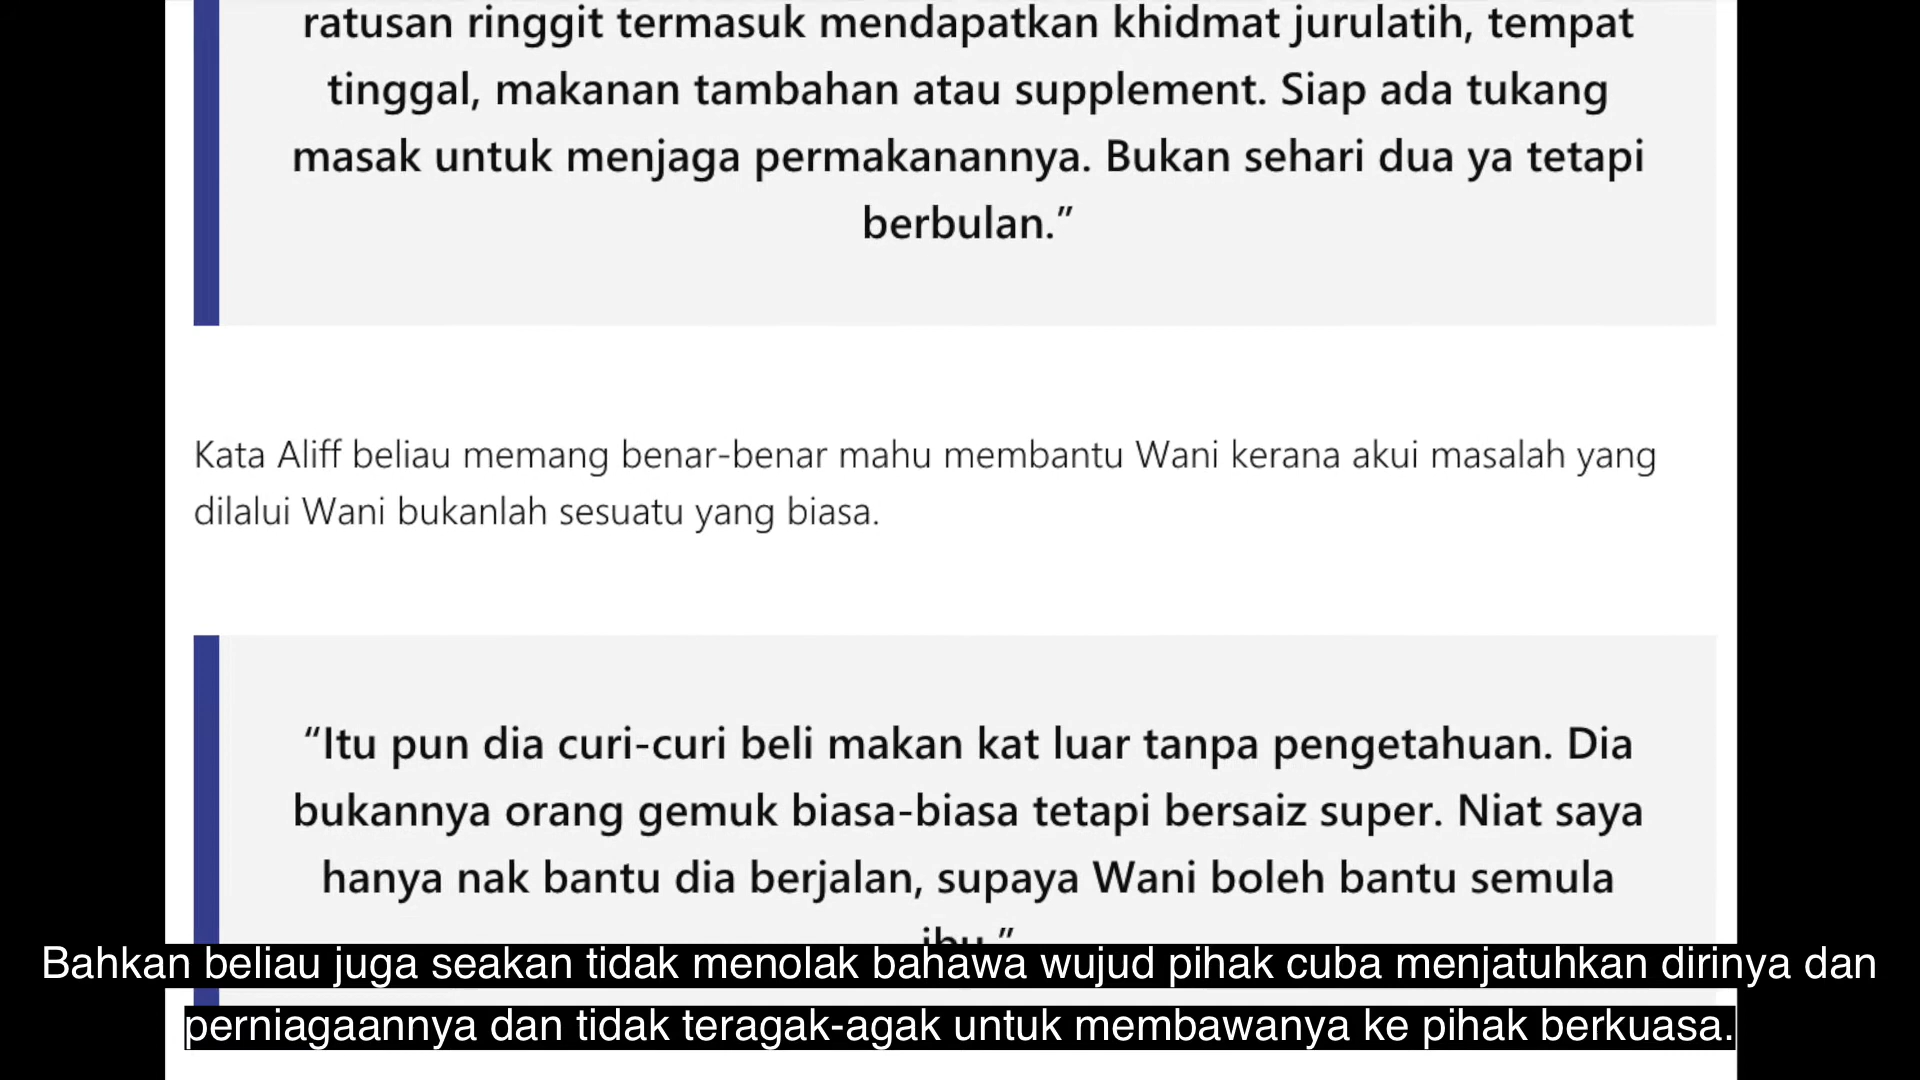 ratusan ringgit termasuk mendapatkan khidmat jurulatih, tempat
tinggal, makanan tambahan atau supplement. Siap ada tukang
masak untuk menjaga permakanannya. Bukan sehari dua ya tetapi
berbulan.”
Kata Aliff beliau memang benar-benar mahu membantu Wani kerana akui masalah yang
dilalui Wani bukanlah sesuatu yang biasa.
“Itu pun dia curi-curi beli makan kat luar tanpa pengetahuan. Dia
bukannya orang gemuk biasa-biasa tetapi bersaiz super. Niat saya
hanya nak bantu dia berjalan, supaya Wani boleh bantu semula
ibu.”
Bahkan beliau juga seakan tidak menolak bahawa wujud pihak cuba menjatuhkan dirinya dan
perniagaannya dan tidak teragak-agak untuk membawanya ke pihak berkuasa.